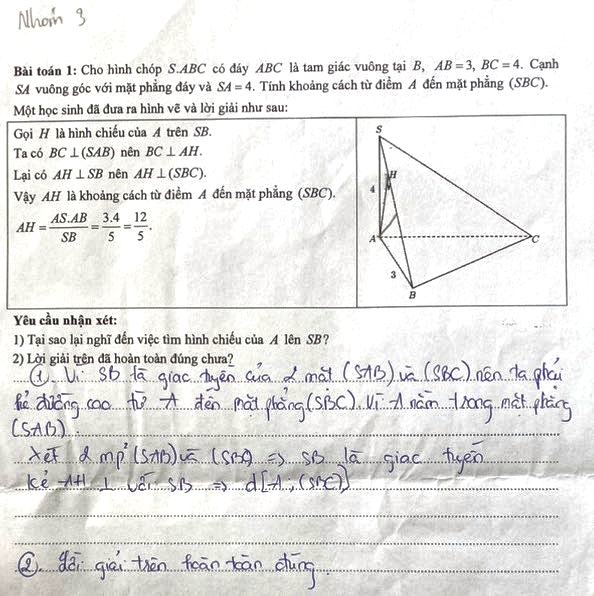 Nhóm 3
Bài toán 1: Cho hình chóp S.ABC có đáy ABC là tam giác vuông tại B, AB = 3, BC = 4. Cạnh
SA vuông góc với mặt phẳng đáy và SA = 4. Tính khoảng cách từ điểm A đến mặt phẳng (SBC).
Một học sinh đã đưa ra hình vẽ và lời giải như sau:
Gọi H là hình chiếu của A trên SB.
Ta có BC ⊥ (SAB) nên BC ⊥ AH.
Lại có AH ⊥ SB nên AH ⊥ (SBC).
Vậy AH là khoảng cách từ điểm A đến mặt phẳng (SBC).
AH = AS.AB/SB = 3.4/5 = 12/5.
S
H
4
A
C
3
B
Yêu cầu nhận xét:
1) Tại sao lại nghĩ đến việc tìm hình chiếu của A lên SB?
2) Lời giải trên đã hoàn toàn đúng chưa?
①. Vì SB là giao tuyến của 2 mặt (SAB) và (SBC) nên ta phải
kẻ đường cao từ A đến mặt phẳng (SBC). Vì A nằm trong mặt phẳng
(SAB).
Xét 2 mp' (SAB) và (SBC) => SB là giao tuyến
kẻ AH ⊥ với SB => d[A; (SBC)]
②. Lời giải trên hoàn toàn đúng.